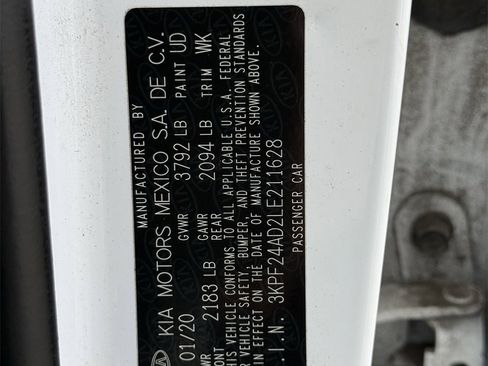 MANUFACTURED BY
KIA MOTORS MEXICO S.A. DE C.V.
01/20 GVWR 3792 LB PAINT UD
2183 LB GAWR REAR 2094 LB TRIM WK
THIS VEHICLE CONFORMS TO ALL APPLICABLE U.S.A. FEDERAL
VEHICLE SAFETY, BUMPER, AND THEFT PREVENTION STANDARDS
IN EFFECT ON THE DATE OF MANUFACTURE SHOWN ABOVE.
.I.N. 3KPF24AD2LE211628
PASSENGER CAR